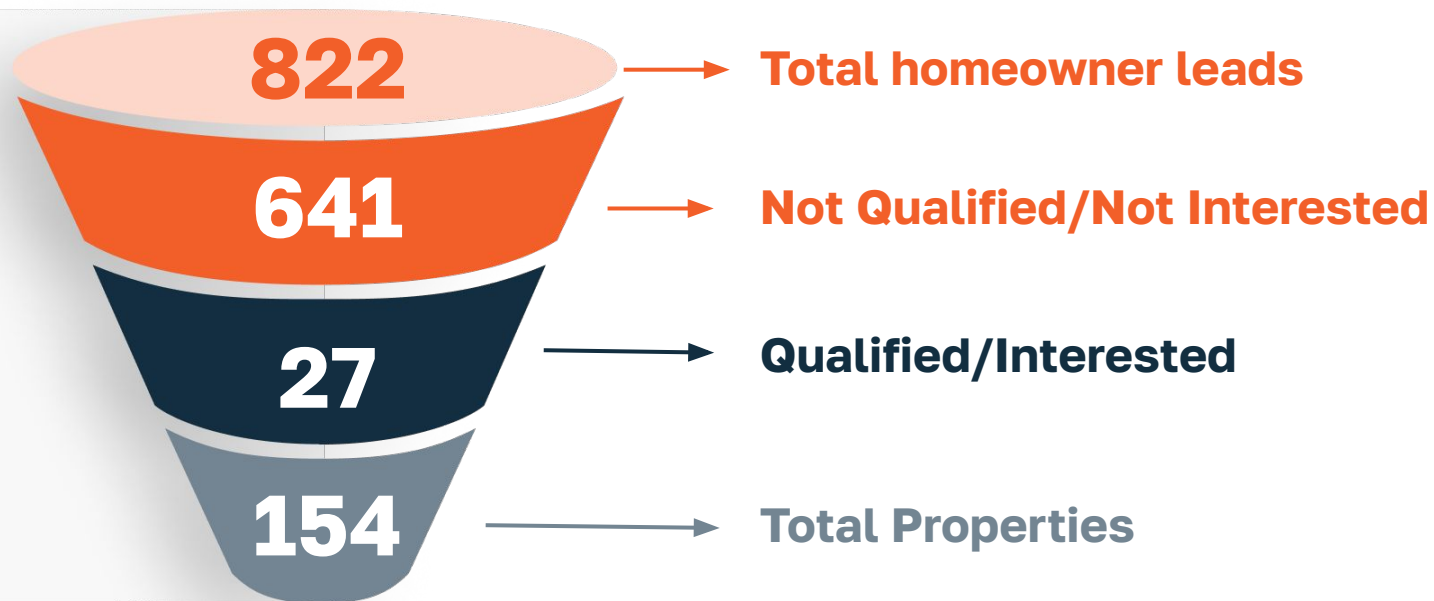 822
Total homeowner leads
641
Not Qualified/Not Interested
27
Qualified/Interested
154
Total Properties